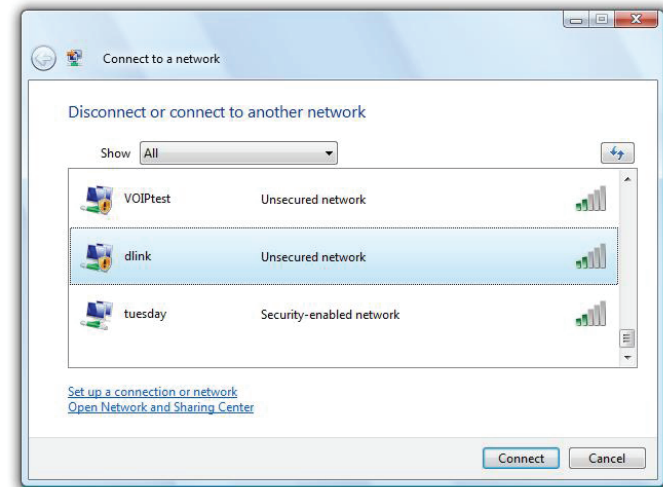 Connect to a network
Disconnect or connect to another network
Show All
VOIPtest Unsecured network
dlink Unsecured network
tuesday Security-enabled network
Set up a connection or network
Open Network and Sharing Center
Connect Cancel